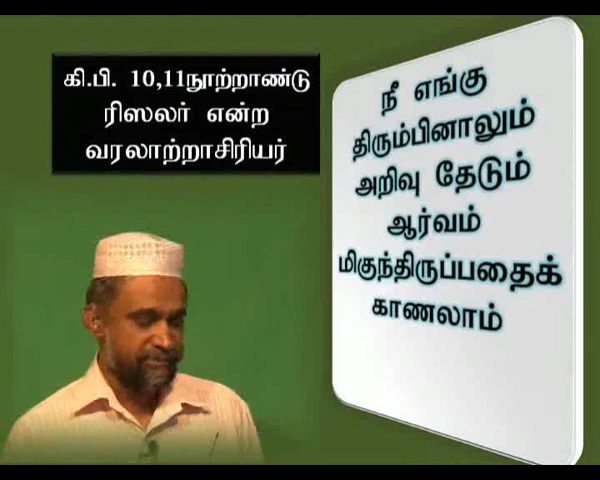 கி.பி. 10,11நூற்றாண்டு
ரிஸலர் என்ற
வரலாற்றாசிரியர்
நீ எங்கு
திரும்பினாலும்
அறிவு தேடும்
ஆர்வம்
மிகுந்திருப்பதைக்
காணலாம்